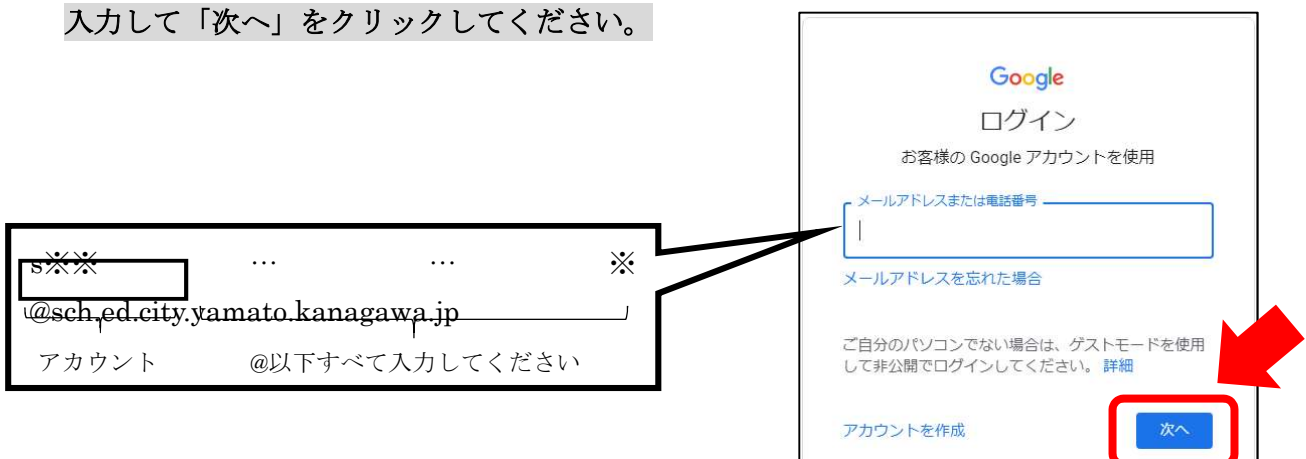 入力して「次へ」をクリックしてください。
Google
ログイン
お客様の Google アカウントを使用
メールアドレスまたは電話番号
メールアドレスを忘れた場合
ご自分のパソコンでない場合は、ゲストモードを使用
して非公開でログインしてください。 詳細
アカウントを作成
次へ
s※※ … … ※
@sch.ed.city.yamato.kanagawa.jp
アカウント @以下すべて入力してください